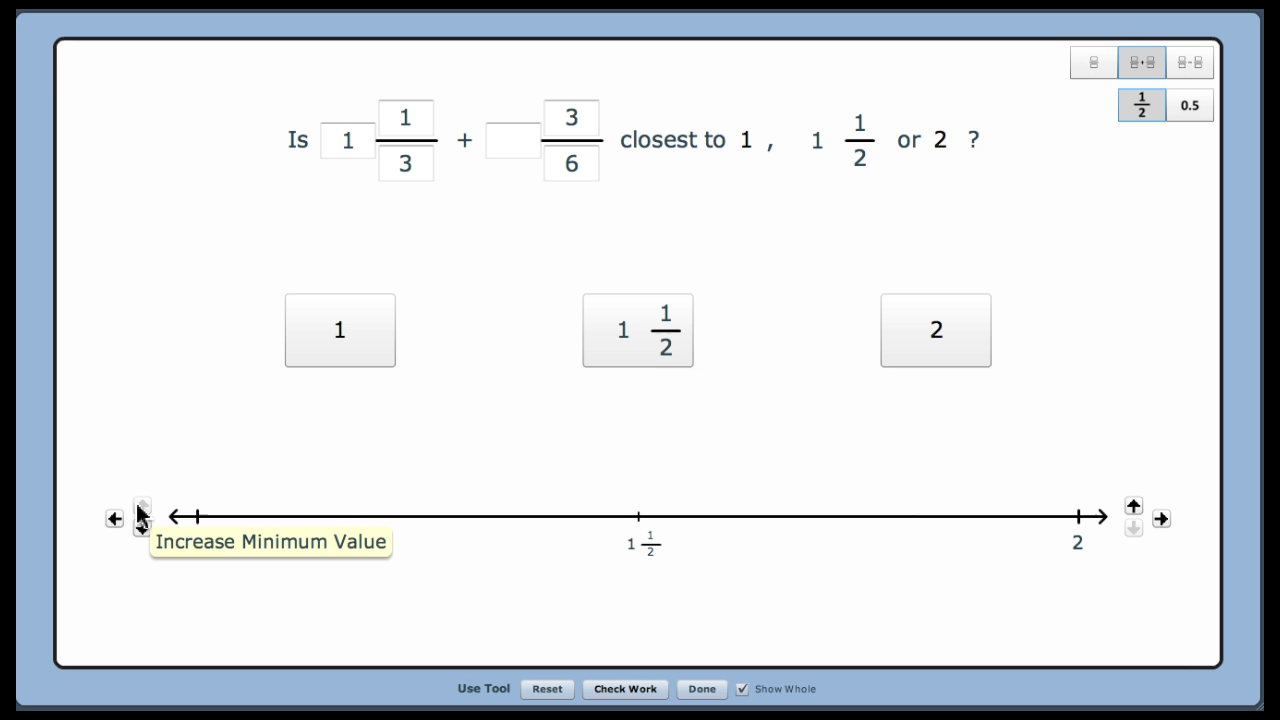 Is 1 1/3 + 3/6 closest to 1 , 1 1/2 or 2 ?
1/2 0.5
1 1 1/2 2
Increase Minimum Value
1 1/2 2
Use Tool Reset Check Work Done Show Whole